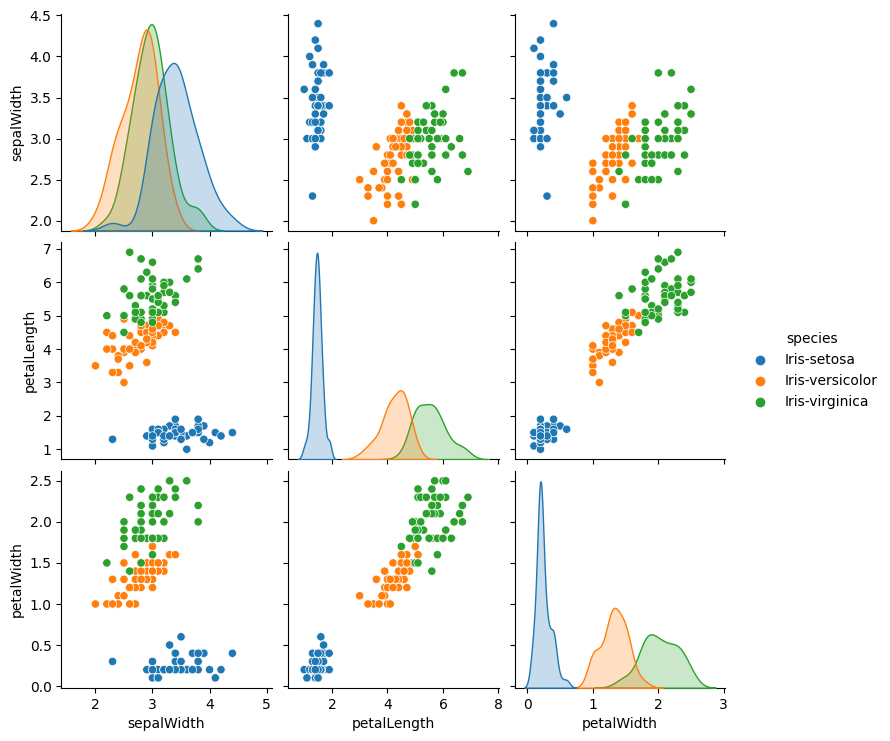 sepalWidth
4.5
4.0
3.5
3.0
2.5
2.0
petalLength
7
6
5
4
3
2
1
species
Iris-setosa
Iris-versicolor
Iris-virginica
petalWidth
2.5
2.0
1.5
1.0
0.5
0.0
2 3 4 5
sepalWidth
2 4 6 8
petalLength
0 1 2 3
petalWidth